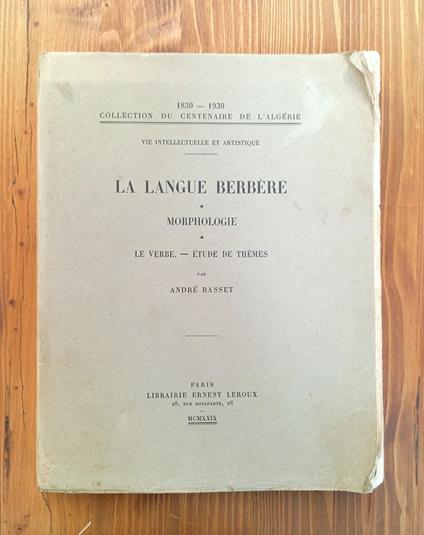 1830 — 1930
COLLECTION DU CENTENAIRE DE L'ALGÉRIE
VIE INTELLECTUELLE ET ARTISTIQUE
LA LANGUE BERBÈRE
*
MORPHOLOGIE
*
LE VERBE. — ÉTUDE DE THÈMES
PAR
ANDRÉ BASSET
PARIS
LIBRAIRIE ERNEST LEROUX
28, RUE BONAPARTE, 28
MCMXXIX